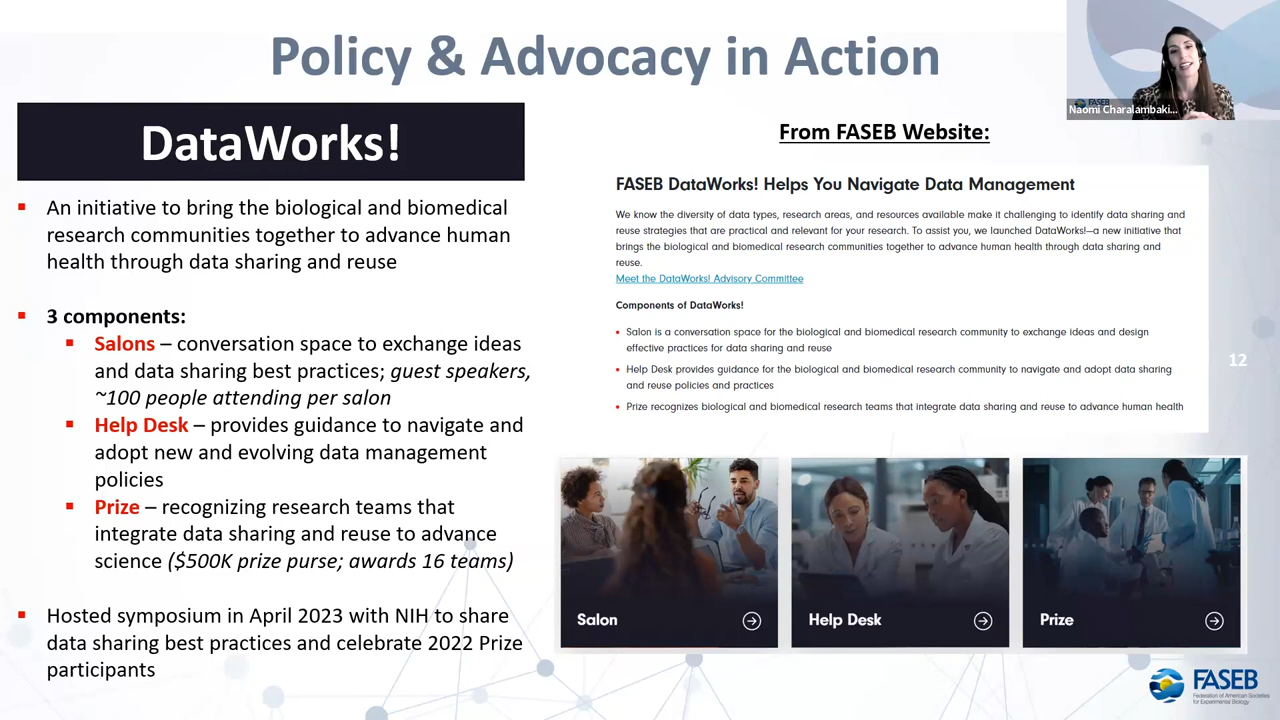 Policy & Advocacy in Action
FASEB
Naomi Charalambaki...
DataWorks!
▪ An initiative to bring the biological and biomedical
research communities together to advance human
health through data sharing and reuse
▪ 3 components:
▪ Salons – conversation space to exchange ideas
and data sharing best practices; guest speakers,
~100 people attending per salon
▪ Help Desk – provides guidance to navigate and
adopt new and evolving data management
policies
▪ Prize – recognizing research teams that
integrate data sharing and reuse to advance
science ($500K prize purse; awards 16 teams)
▪ Hosted symposium in April 2023 with NIH to share
data sharing best practices and celebrate 2022 Prize
participants
From FASEB Website:
FASEB DataWorks! Helps You Navigate Data Management
We know the diversity of data types, research areas, and resources available make it challenging to identify data sharing and
reuse strategies that are practical and relevant for your research. To assist you, we launched DataWorks!—a new initiative that
brings the biological and biomedical research communities together to advance human health through data sharing and
reuse.
Meet the DataWorks! Advisory Committee
Components of DataWorks!
• Salon is a conversation space for the biological and biomedical research community to exchange ideas and design
effective practices for data sharing and reuse
• Help Desk provides guidance for the biological and biomedical research community to navigate and adopt data sharing
and reuse policies and practices
• Prize recognizes biological and biomedical research teams that integrate data sharing and reuse to advance human health
12
Salon
Help Desk
Prize
FASEB
Federation of American Societies
for Experimental Biology